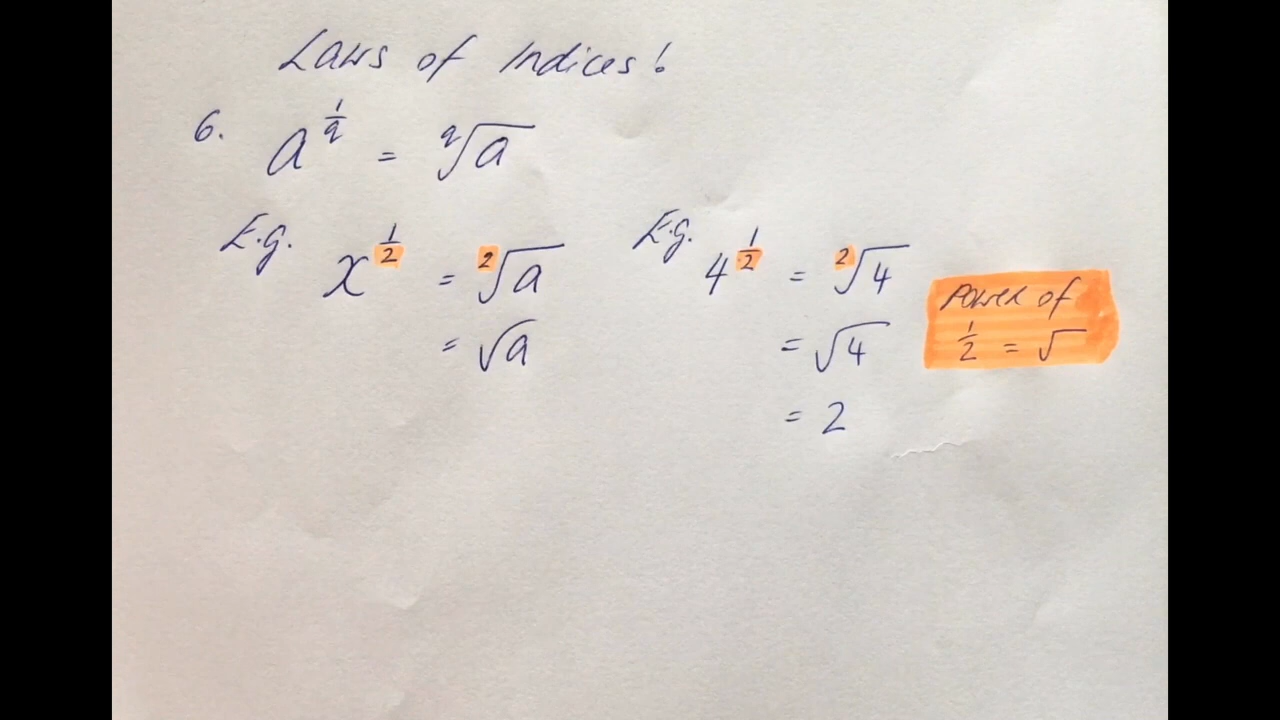 Laws of Indices!
6. a^(1/q) = q√a
E.g. x^(1/2) = 2√a
= √a
E.g. 4^(1/2) = 2√4
= √4
= 2
Power of
1/2 = √